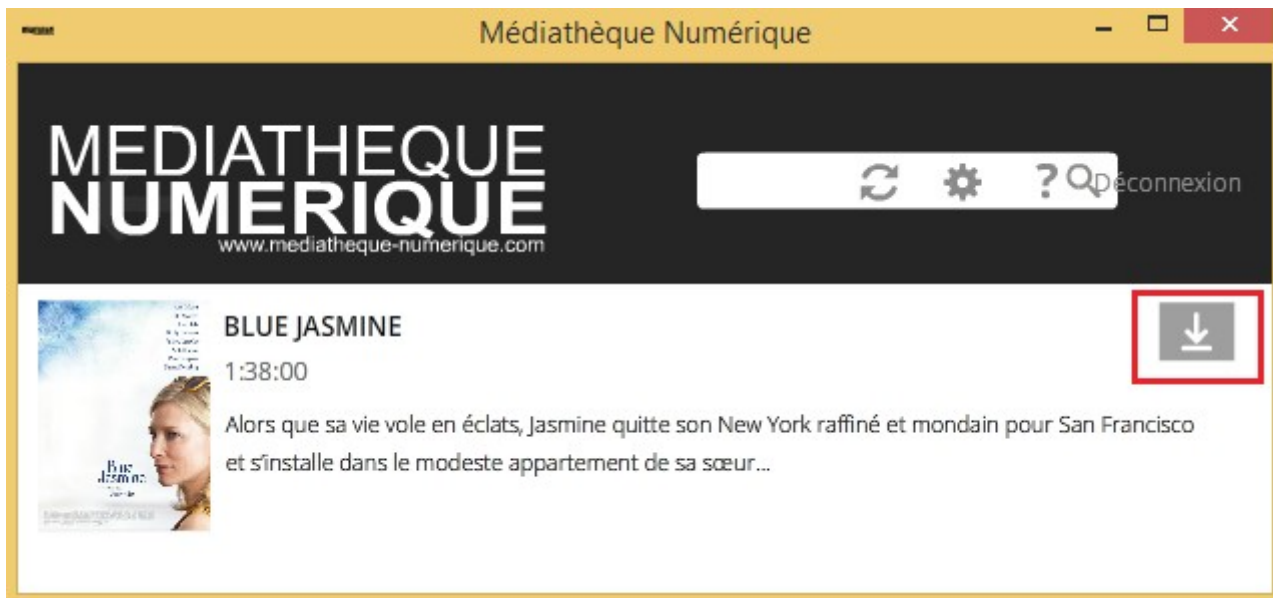 Médiathèque Numérique
MEDIATHEQUE
NUMERIQUE
www.mediatheque-numerique.com
? Déconnexion
BLUE JASMINE
1:38:00
Alors que sa vie vole en éclats, Jasmine quitte son New York raffiné et mondain pour San Francisco
et s'installe dans le modeste appartement de sa sœur...
Blue
Jasmine